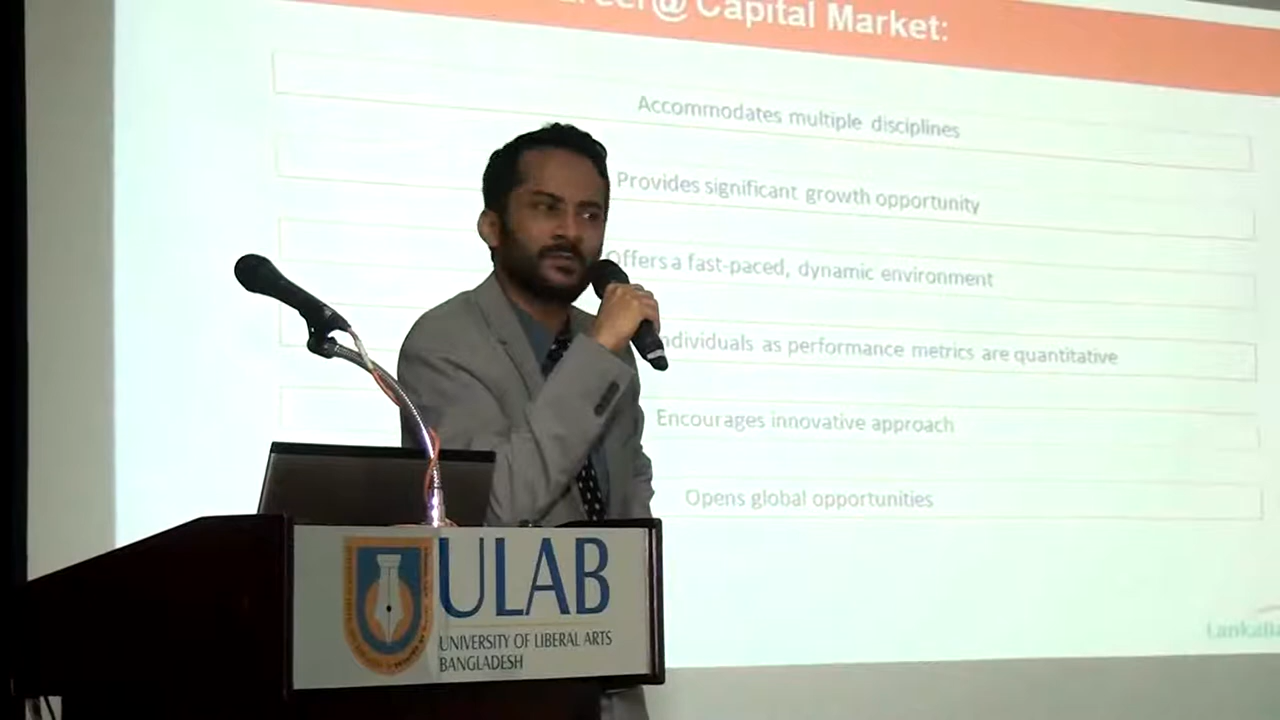 @ Capital Market:
Accommodates multiple disciplines
Provides significant growth opportunity
Offers a fast-paced, dynamic environment
as performance metrics are quantitative
Encourages innovative approach
Opens global opportunities
ULAB
UNIVERSITY OF LIBERAL ARTS
BANGLADESH